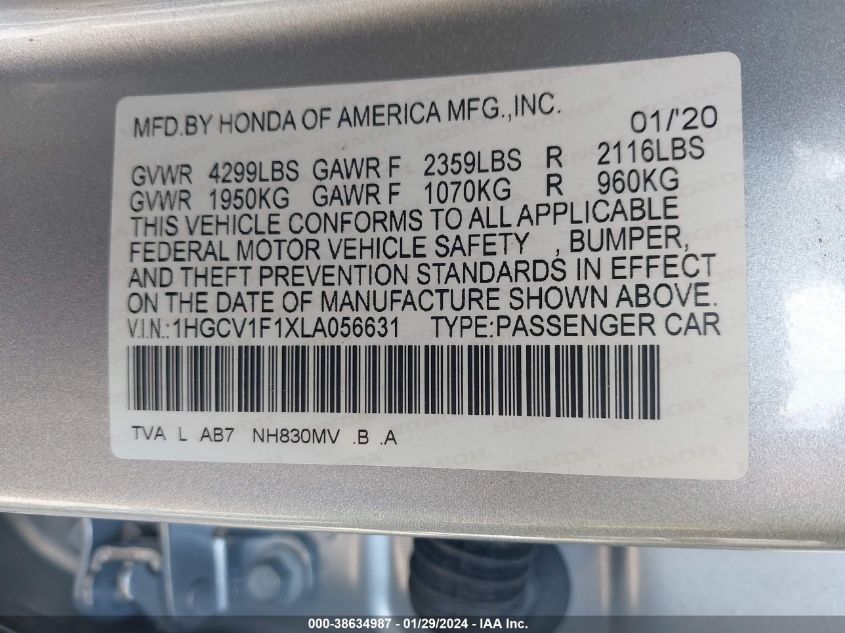 MFD.BY HONDA OF AMERICA MFG.,INC. 01/'20
GVWR 4299LBS GAWR F 2359LBS R 2116LBS
GVWR 1950KG GAWR F 1070KG R 960KG
THIS VEHICLE CONFORMS TO ALL APPLICABLE
FEDERAL MOTOR VEHICLE SAFETY , BUMPER,
AND THEFT PREVENTION STANDARDS IN EFFECT
ON THE DATE OF MANUFACTURE SHOWN ABOVE.
V.I.N.:1HGCV1F1XLA056631 TYPE:PASSENGER CAR
TVA L AB7 NH830MV .B .A
000-38634987 - 01/29/2024 - IAA Inc.